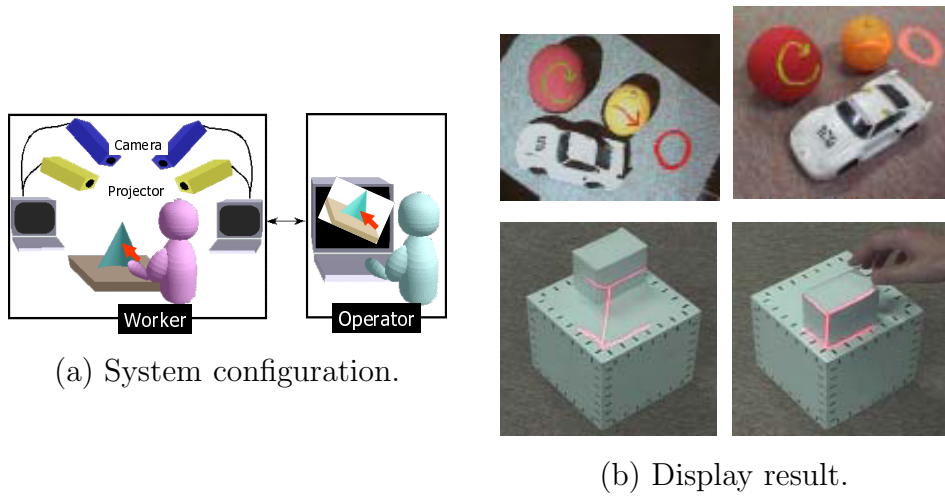 Camera
Projector
Worker
Operator
(a) System configuration.
(b) Display result.